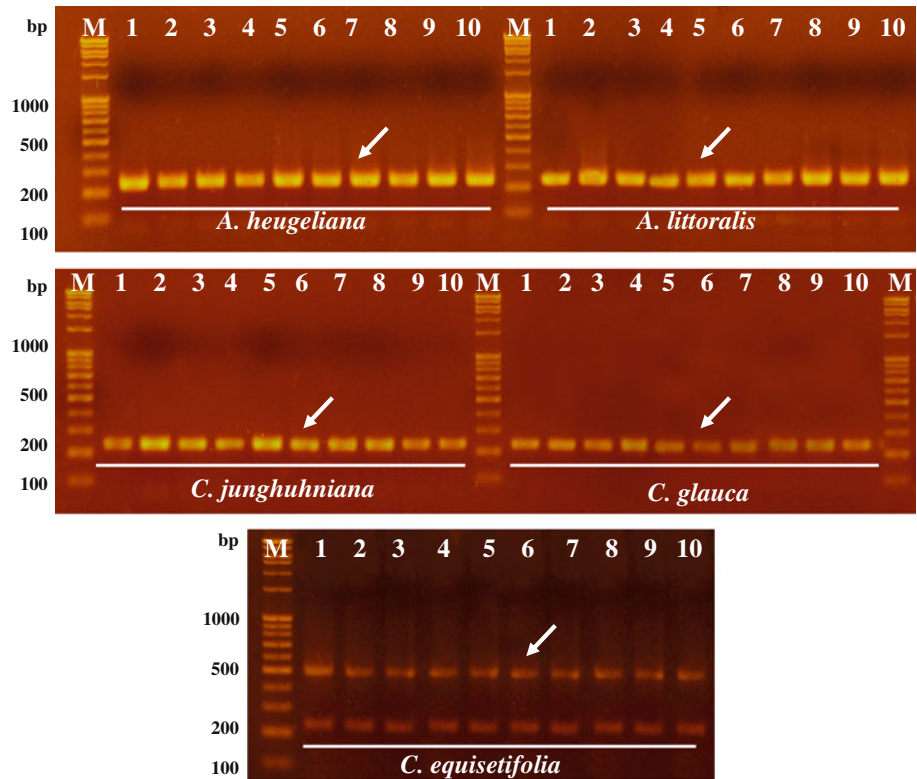 bp M 1 2 3 4 5 6 7 8 9 10 M 1 2 3 4 5 6 7 8 9 10
1000
500
200
100
A. heugeliana A. littoralis
bp M 1 2 3 4 5 6 7 8 9 10 M 1 2 3 4 5 6 7 8 9 10 M
1000
500
200
100
C. junghuhniana C. glauca
bp M 1 2 3 4 5 6 7 8 9 10
1000
500
200
100
C. equisetifolia